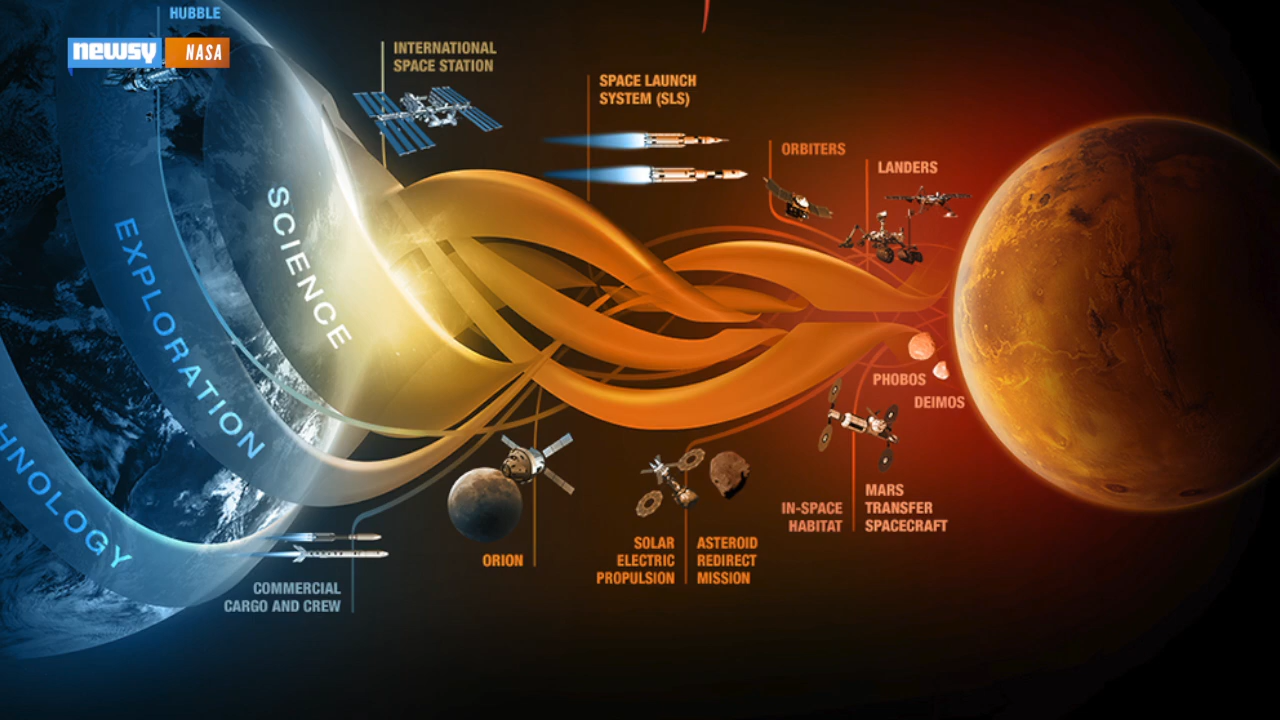 HUBBLE
newsy NASA
INTERNATIONAL
SPACE STATION
SPACE LAUNCH
SYSTEM (SLS)
ORBITERS
LANDERS
SCIENCE
EXPLORATION
HNOLOGY
PHOBOS
DEIMOS
IN-SPACE
HABITAT
MARS
TRANSFER
SPACECRAFT
ORION
SOLAR
ELECTRIC
PROPULSION
ASTEROID
REDIRECT
MISSION
COMMERCIAL
CARGO AND CREW